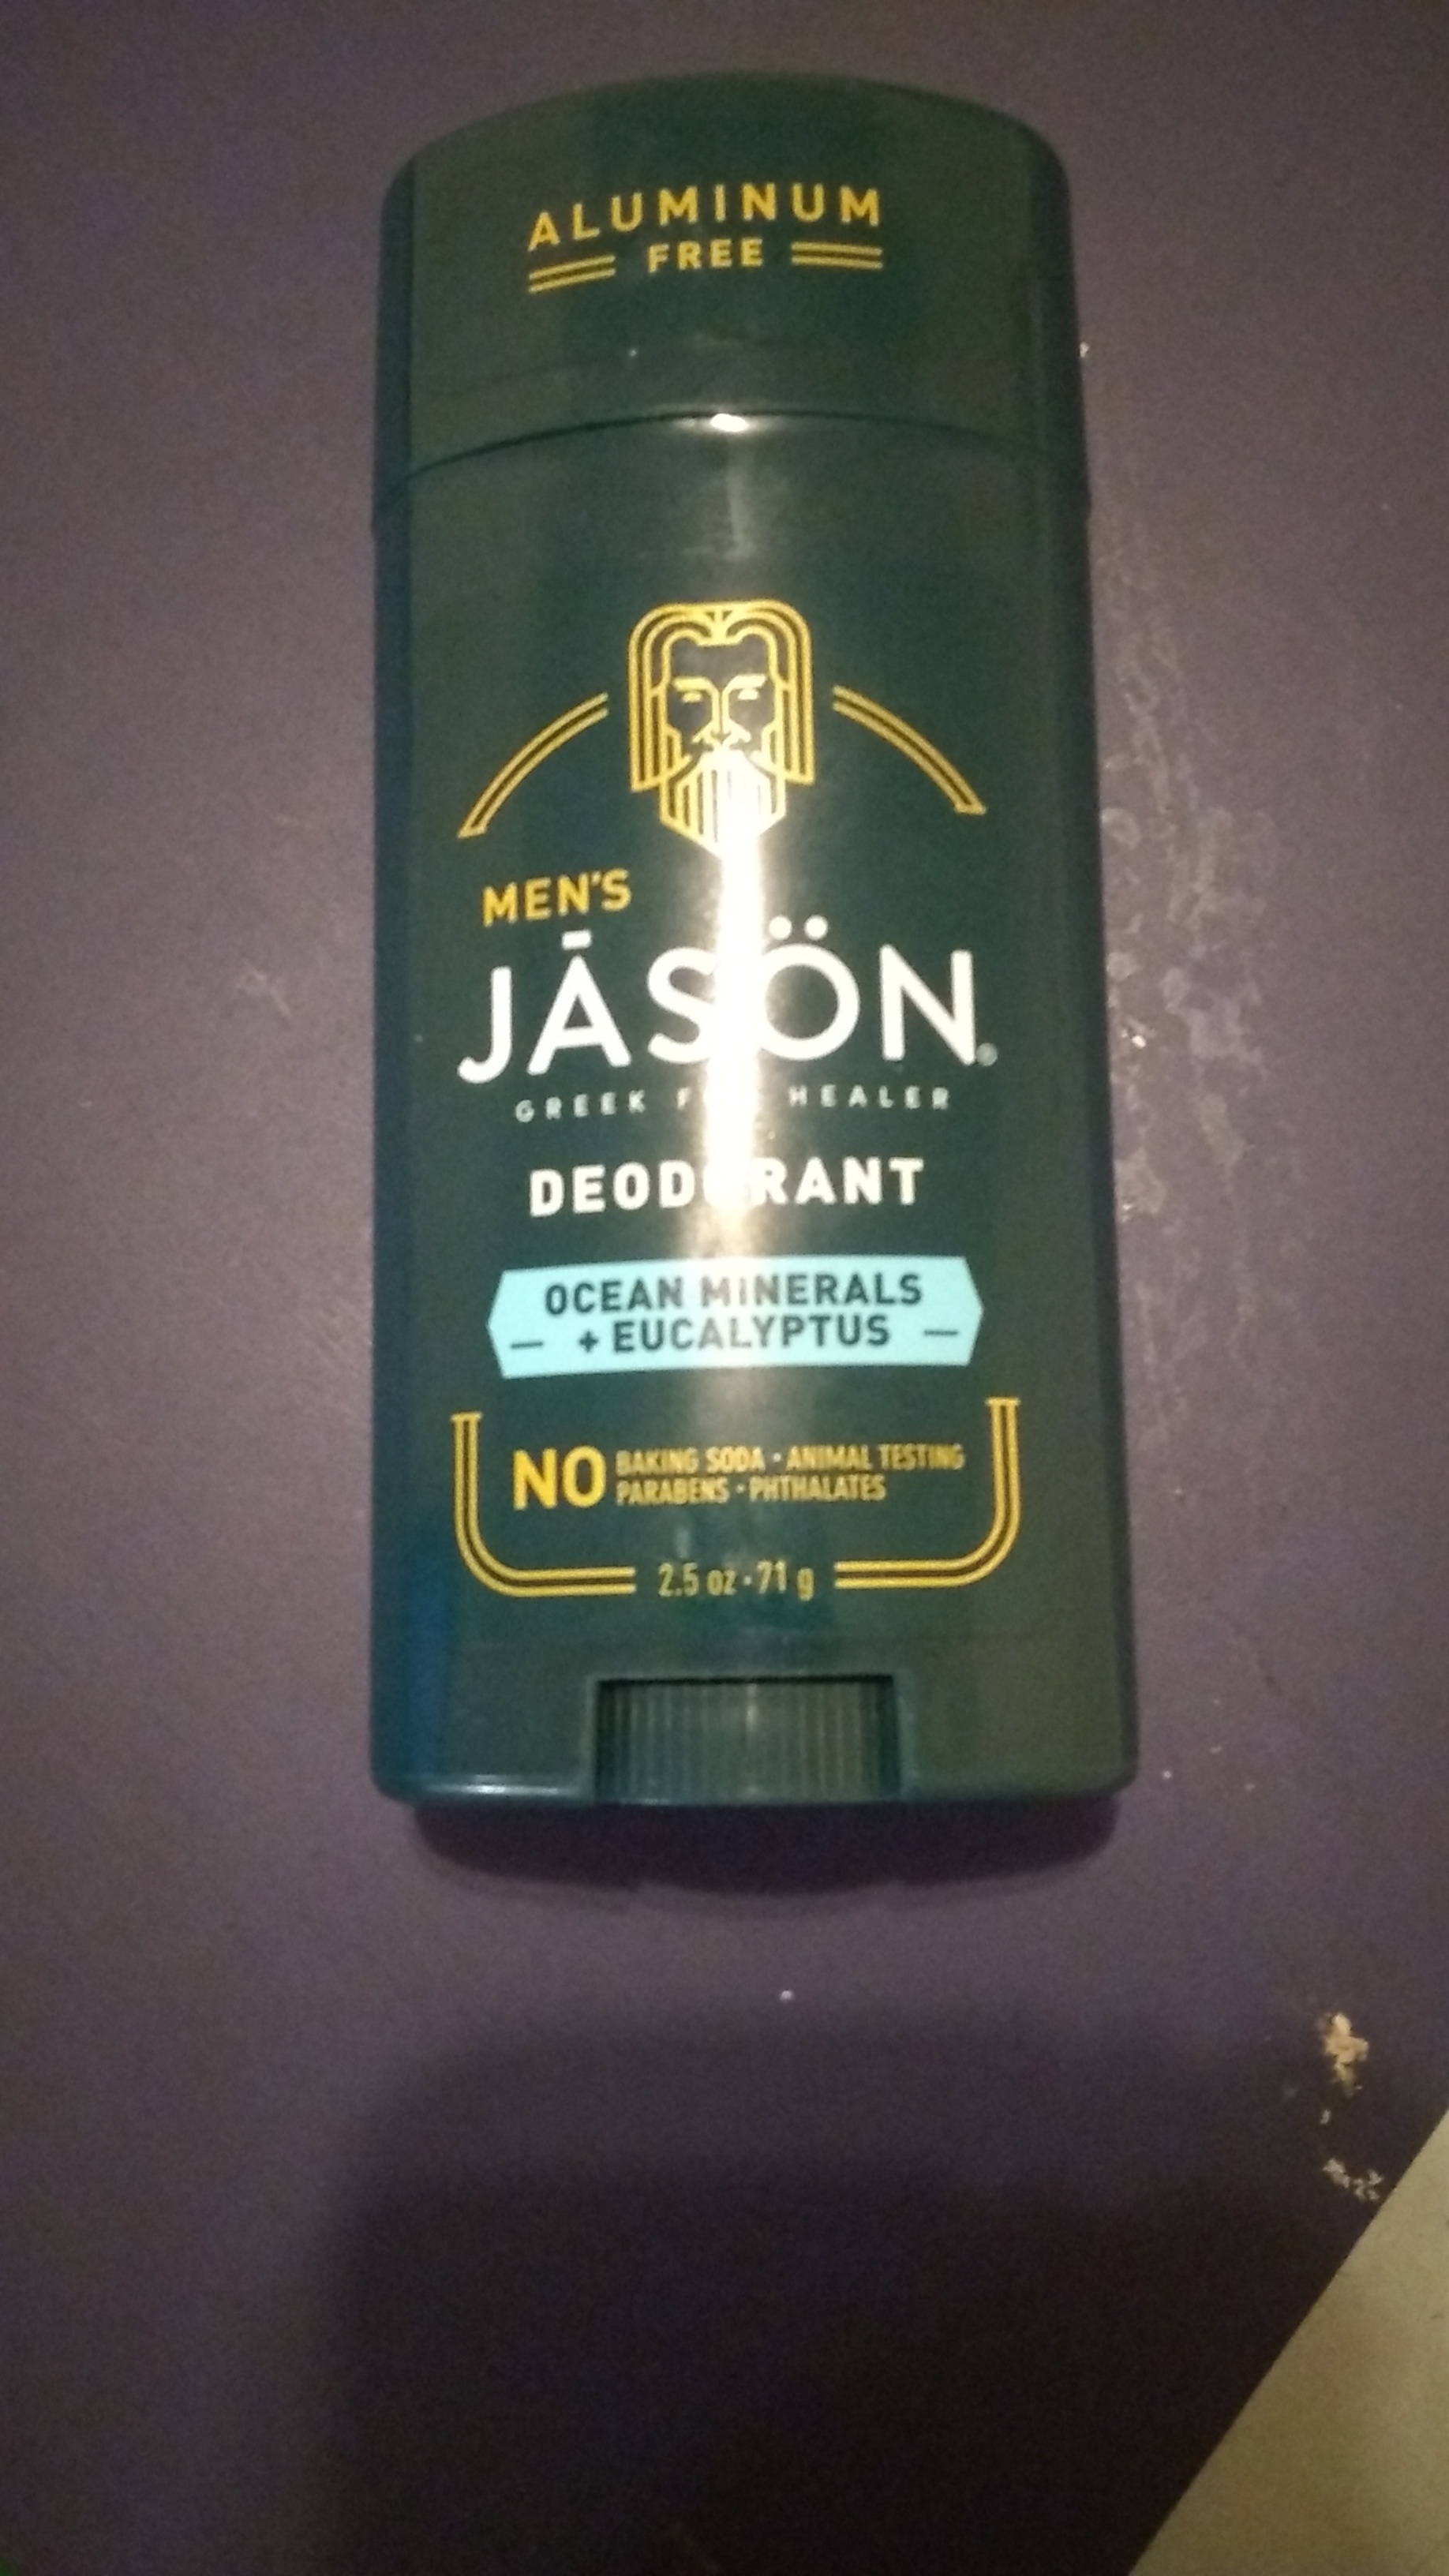 ALUMINUM
FREE
MEN'S
JĀSÖN®
GREEK HEALER
DEODORANT
OCEAN MINERALS
+ EUCALYPTUS
NO BAKING SODA · ANIMAL TESTING
PARABENS · PHTHALATES
2.5 oz · 71 g